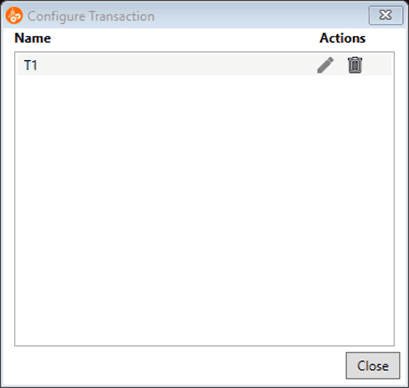 Configure Transaction
Name Actions
T1
Close